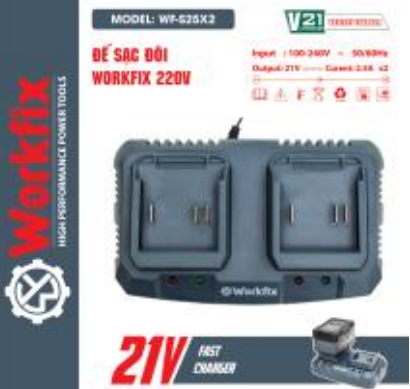 MODEL: WF-S25X2
V21
ĐẾ SẠC ĐÔI
WORKFIX 220V
Input : 100-240V ~ 50/60Hz
Output: 21V Curent: 2.5A x2
Workfix
HIGH PERFORMANCE POWER TOOLS
Workfix
21V FAST
CHARGER